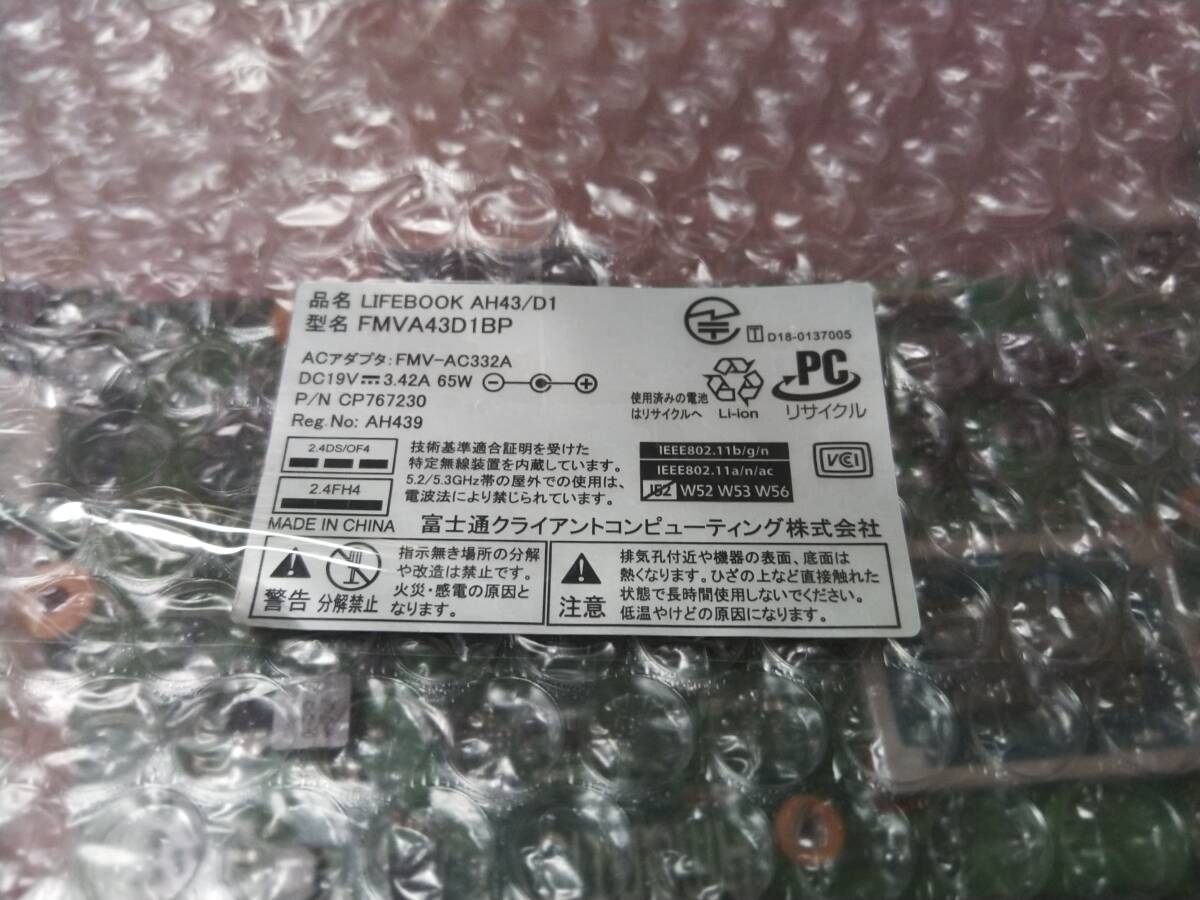 品名 LIFEBOOK AH43/D1
型名 FMVA43D1BP
T D18-0137005
ACアダプタ:FMV-AC332A
DC19V 3.42A 65W
P/N CP767230
Reg.No: AH439
使用済みの電池
はリサイクルへ
Li-ion
PC
リサイクル
2.4DS/OF4
2.4FH4
技術基準適合証明を受けた
特定無線装置を内蔵しています。
5.2/5.3GHz帯の屋外での使用は、
電波法により禁じられています。
IEEE802.11b/g/n
IEEE802.11a/n/ac
J52 W52 W53 W56
VCI
MADE IN CHINA
富士通クライアントコンピューティング株式会社
警告
分解禁止
指示無き場所の分解
や改造は禁止です。
火災・感電の原因と
なります。
注意
排気孔付近や機器の表面、底面は
熱くなります。ひざの上など直接触れた
状態で長時間使用しないでください。
低温やけどの原因になります。